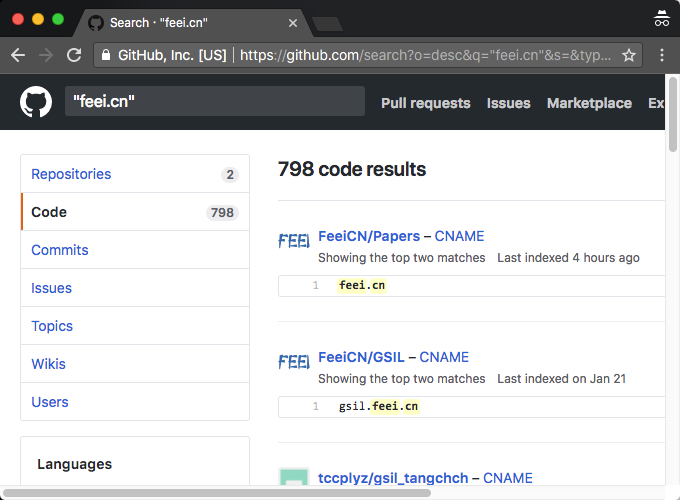 Search · "feei.cn"
GitHub, Inc. [US] https://github.com/search?o=desc&q="feei.cn"&s=&typ...
"feei.cn" Pull requests Issues Marketplace Ex
Repositories 2
Code 798
Commits
Issues
Topics
Wikis
Users
Languages
798 code results
FEEI FeeiCN/Papers – CNAME
Showing the top two matches Last indexed 4 hours ago
1 feei.cn
FEEI FeeiCN/GSIL – CNAME
Showing the top two matches Last indexed on Jan 21
1 gsil.feei.cn
tccplyz/gsil_tangchch – CNAME